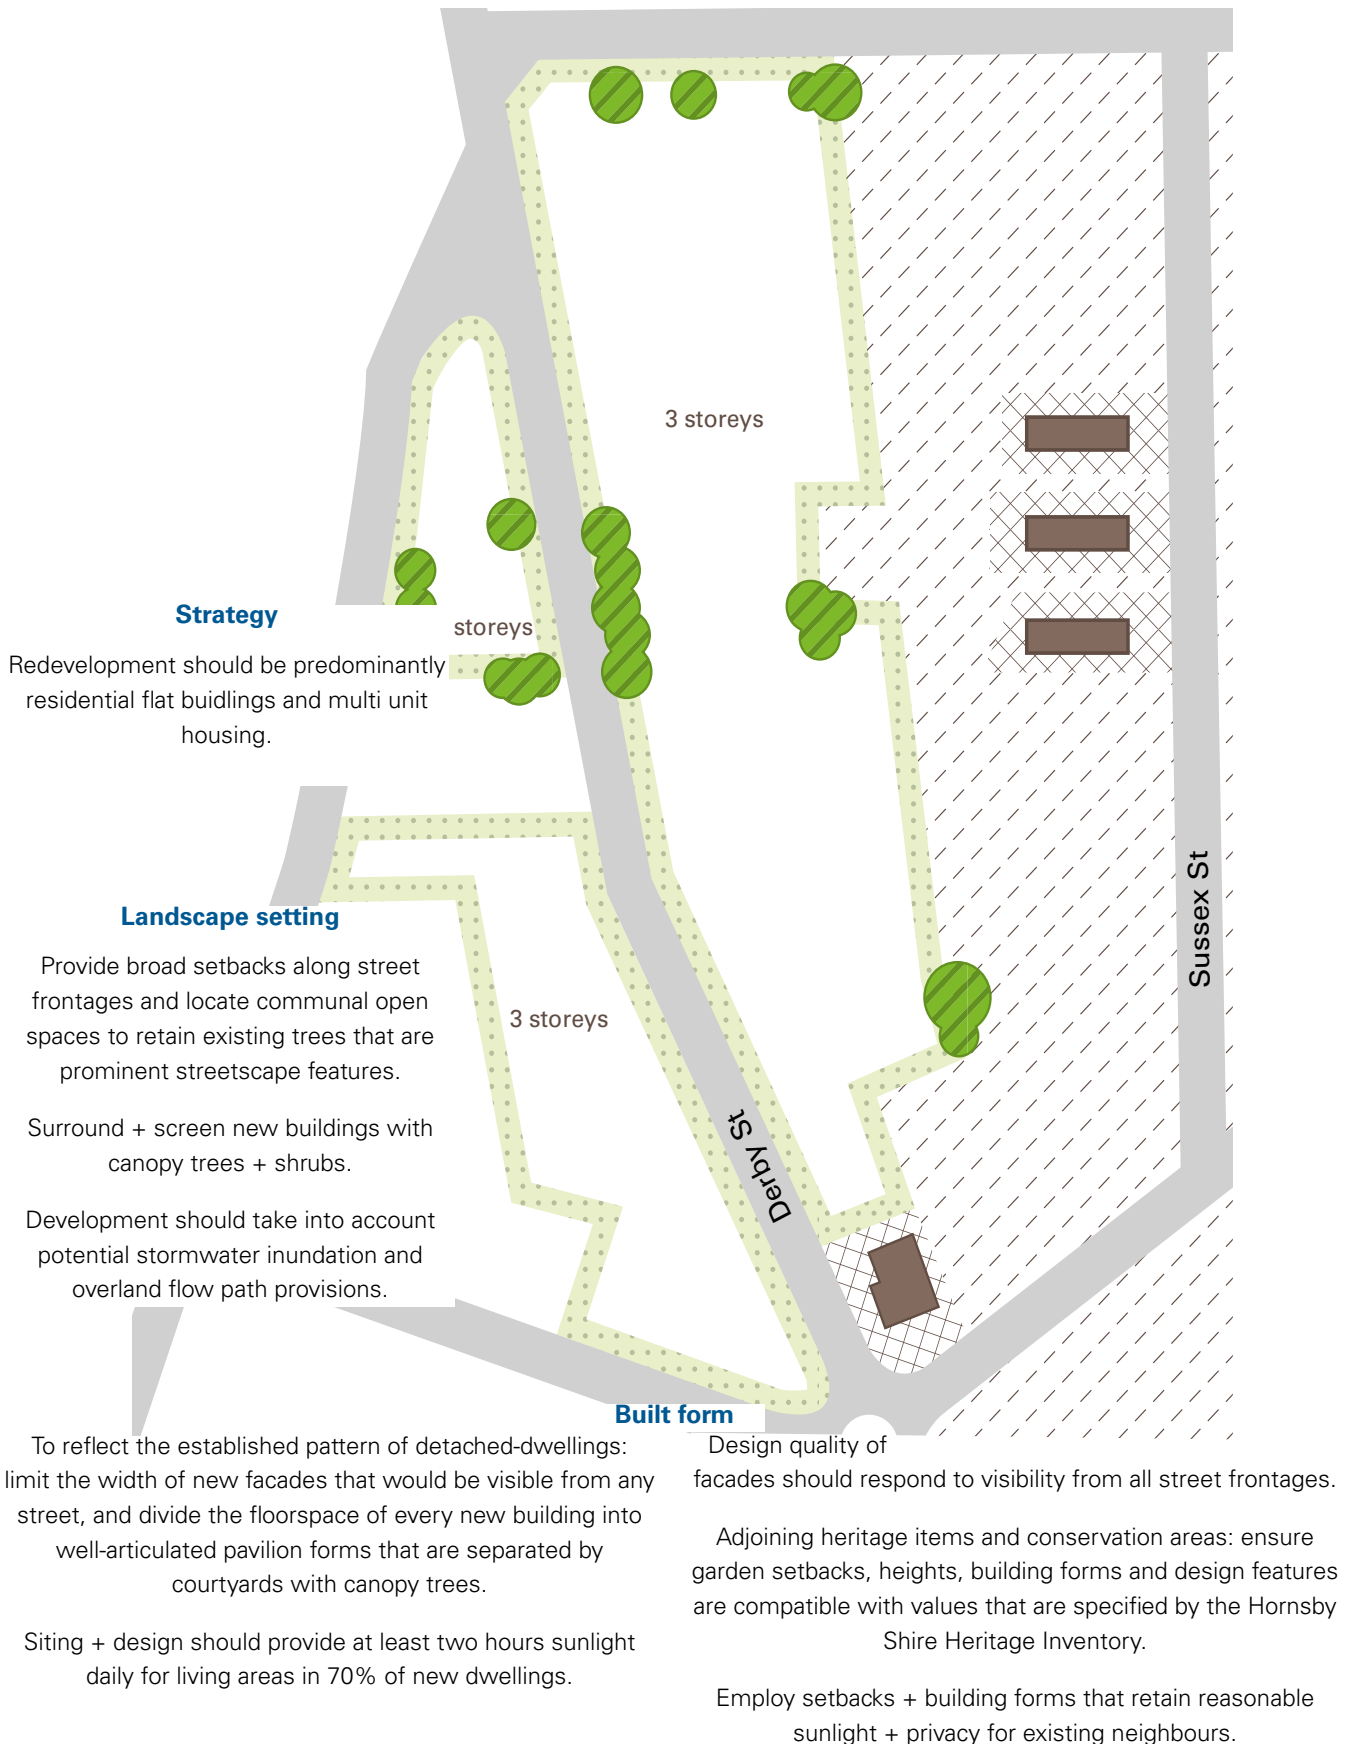 3 storeys
Strategy
storeys
Redevelopment should be predominantly
residential flat buidlings and multi unit
housing.
Sussex St
Landscape setting
Provide broad setbacks along street
frontages and locate communal open
spaces to retain existing trees that are
prominent streetscape features.
3 storeys
Surround + screen new buildings with
canopy trees + shrubs.
Derby St
Development should take into account
potential stormwater inundation and
overland flow path provisions.
Built form
To reflect the established pattern of detached-dwellings:
limit the width of new facades that would be visible from any
street, and divide the floorspace of every new building into
well-articulated pavilion forms that are separated by
courtyards with canopy trees.
Siting + design should provide at least two hours sunlight
daily for living areas in 70% of new dwellings.
Design quality of
facades should respond to visibility from all street frontages.
Adjoining heritage items and conservation areas: ensure
garden setbacks, heights, building forms and design features
are compatible with values that are specified by the Hornsby
Shire Heritage Inventory.
Employ setbacks + building forms that retain reasonable
sunlight + privacy for existing neighbours.